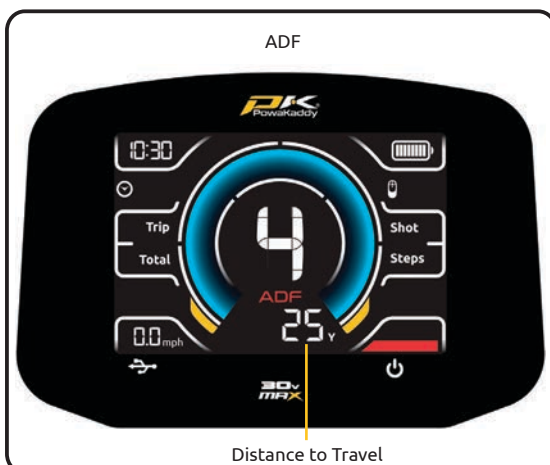 ADF
PK
PowaKaddy
10:30
Trip
Shot
4
Total
Steps
ADF
25 Y
0.0 mph
30v
MAX
Distance to Travel